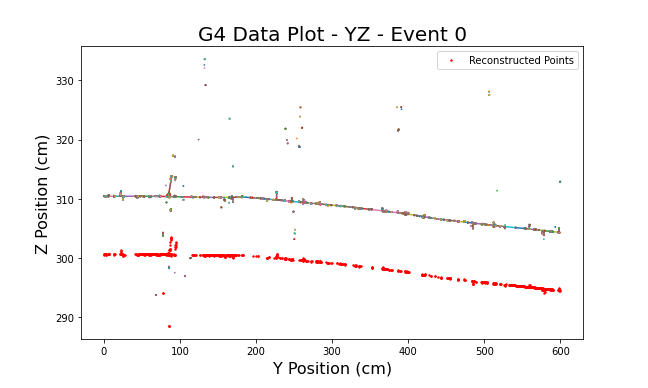 G4 Data Plot - YZ - Event 0
Reconstructed Points
330
320
310
300
290
Z Position (cm)
0 100 200 300 400 500 600
Y Position (cm)